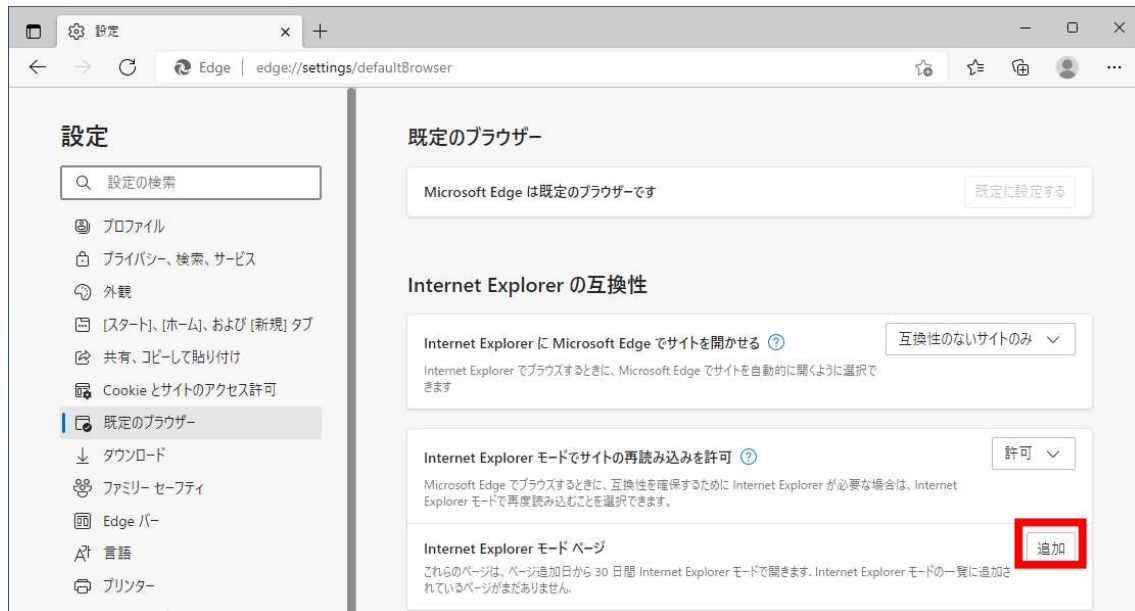 設定
Edge
edge://settings/defaultBrowser
設定
設定の検索
プロファイル
プライバシー、検索、サービス
外観
[スタート]、[ホーム]、および [新規] タブ
共有、コピーして貼り付け
Cookie とサイトのアクセス許可
既定のブラウザー
ダウンロード
ファミリー セーフティ
Edge バー
言語
プリンター
既定のブラウザー
Microsoft Edge は既定のブラウザーです
既定に設定する
Internet Explorer の互換性
Internet Explorer に Microsoft Edge でサイトを開かせる
互換性のないサイトのみ
Internet Explorer でブラウズするときに、Microsoft Edge でサイトを自動的に開くように選択で
きます
Internet Explorer モードでサイトの再読み込みを許可
許可
Microsoft Edge でブラウズするときに、互換性を確保するために Internet Explorer が必要な場合は、Internet
Explorer モードで再度読み込むことを選択できます。
Internet Explorer モード ページ
追加
これらのページは、ページ追加日から 30 日間 Internet Explorer モードで開きます. Internet Explorer モードの一覧に追加さ
れているページがまだありません.